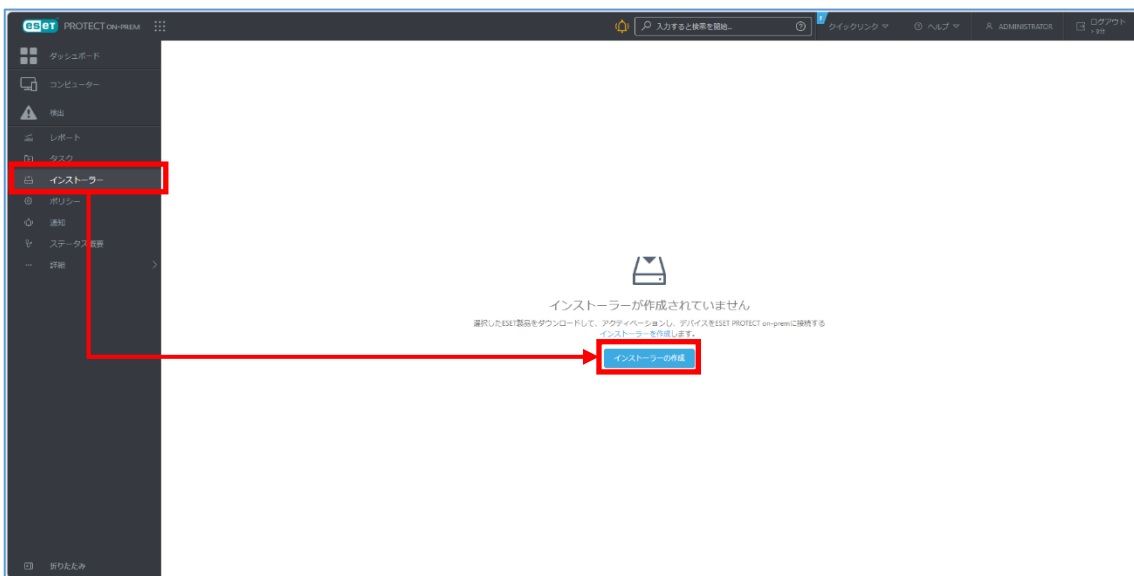 eset PROTECT ON-PREM
入力すると検索を開始...
クイックリンク
ヘルプ
ADMINISTRATOR
ログアウト
ダッシュボード
コンピューター
検出
レポート
タスク
インストーラー
ポリシー
通知
ステータス概要
詳細
インストーラーが作成されていません
選択したESET製品をダウンロードして、アクティベーションし、デバイスをESET PROTECT on-premに接続する
インストーラーを作成します。
インストーラーの作成
折りたたみ